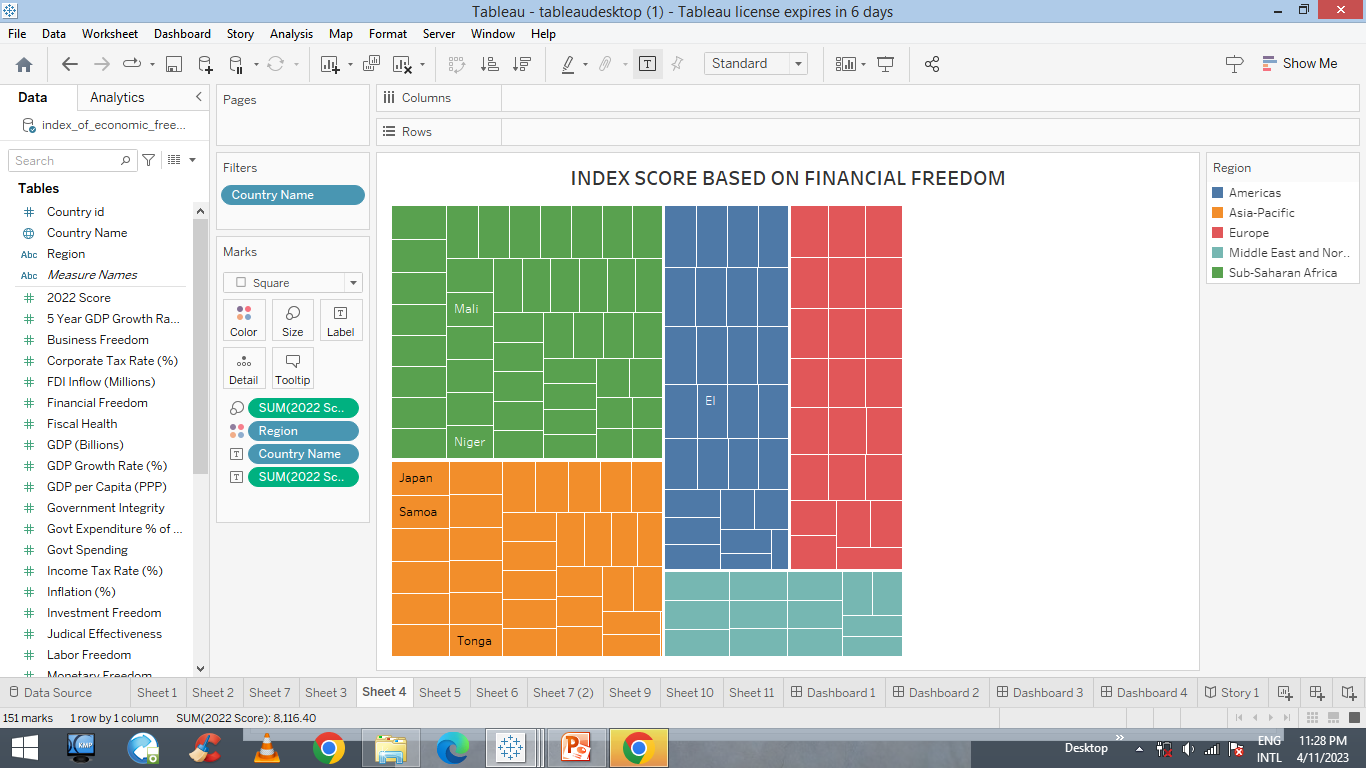 Tableau - tableaudesktop (1) - Tableau license expires in 6 days
File Data Worksheet Dashboard Story Analysis Map Format Server Window Help
Standard
Show Me
Data Analytics
index_of_economic_free...
Search
Tables
Country id
Country Name
Abc Region
Abc Measure Names
2022 Score
5 Year GDP Growth Ra...
Business Freedom
Corporate Tax Rate (%)
FDI Inflow (Millions)
Financial Freedom
Fiscal Health
GDP (Billions)
GDP Growth Rate (%)
GDP per Capita (PPP)
Government Integrity
Govt Expenditure % of ...
Govt Spending
Income Tax Rate (%)
Inflation (%)
Investment Freedom
Judical Effectiveness
Labor Freedom
Monetary Freedom
Pages
Filters
Country Name
Marks
Square
Color Size Label
Detail Tooltip
SUM(2022 Sc..
Region
Country Name
SUM(2022 Sc..
Columns
Rows
INDEX SCORE BASED ON FINANCIAL FREEDOM
Mali
Niger
El
Japan
Samoa
Tonga
Region
Americas
Asia-Pacific
Europe
Middle East and Nor..
Sub-Saharan Africa
Data Source Sheet 1 Sheet 2 Sheet 7 Sheet 3 Sheet 4 Sheet 5 Sheet 6 Sheet 7 (2) Sheet 9 Sheet 10 Sheet 11 Dashboard 1 Dashboard 2 Dashboard 3 Dashboard 4 Story 1
151 marks 1 row by 1 column SUM(2022 Score): 8,116.40
KMP
Desktop
ENG
INTL
11:28 PM
4/11/2023